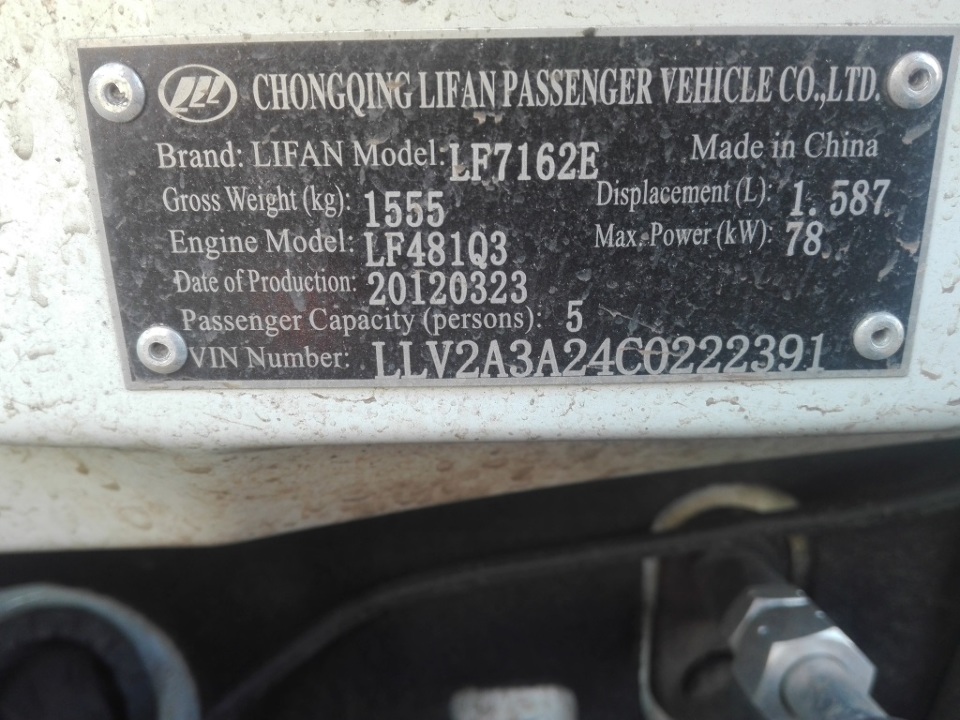 CHONGQING LIFAN PASSENGER VEHICLE CO.,LTD.
Brand: LIFAN Model: LF7162E Made in China
Gross Weight (kg): 1555 Displacement (L): 1.587
Engine Model: LF481Q3 Max. Power (kW): 78
Date of Production: 20120323
Passenger Capacity (persons): 5
VIN Number: LLV2A3A24C0222391